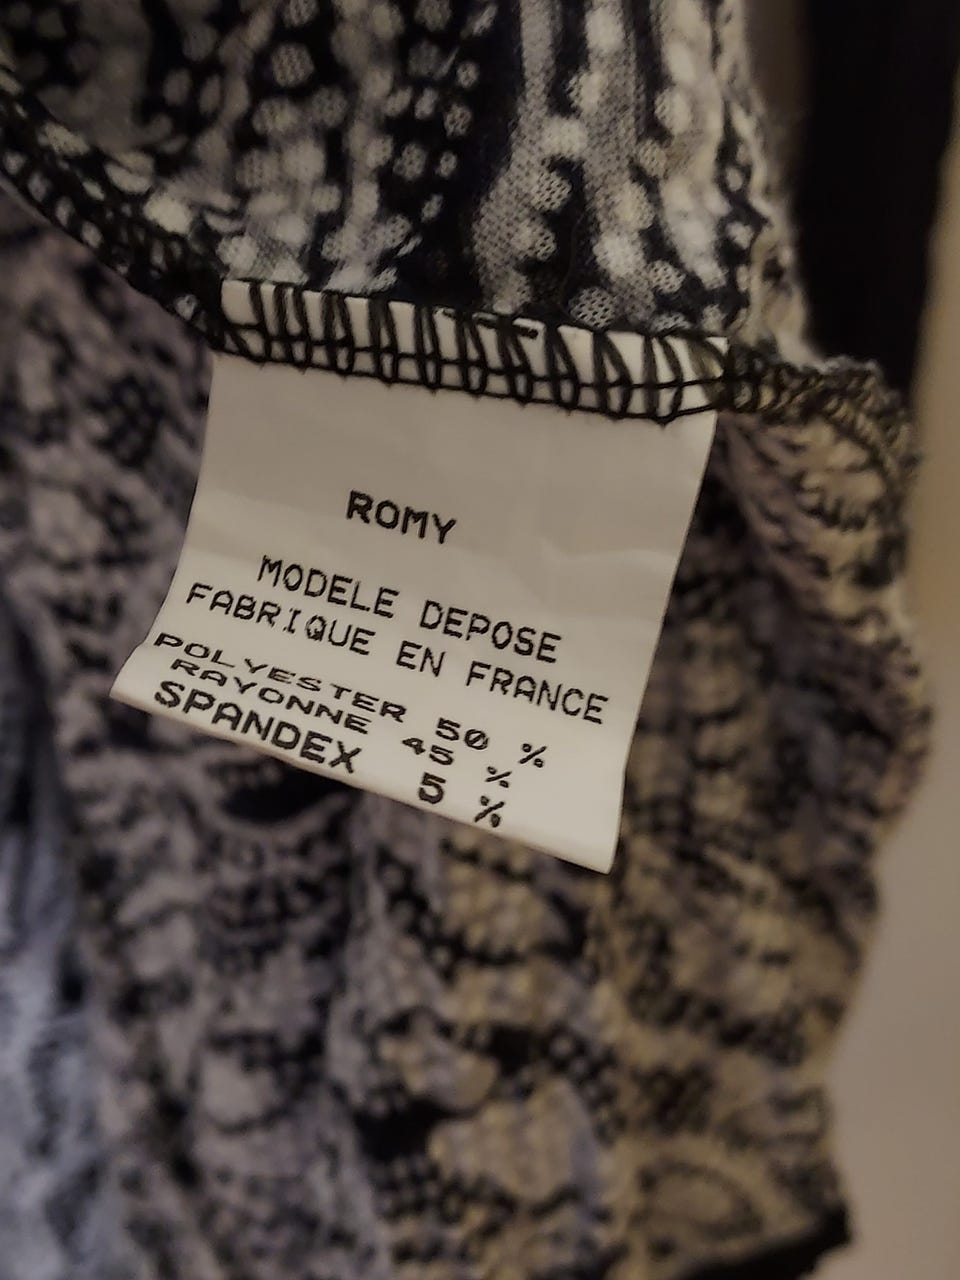 ROMY
MODELE DEPOSE
FABRIQUE EN FRANCE
POLYESTER 50 %
RAYONNE 45 %
SPANDEX 5 %